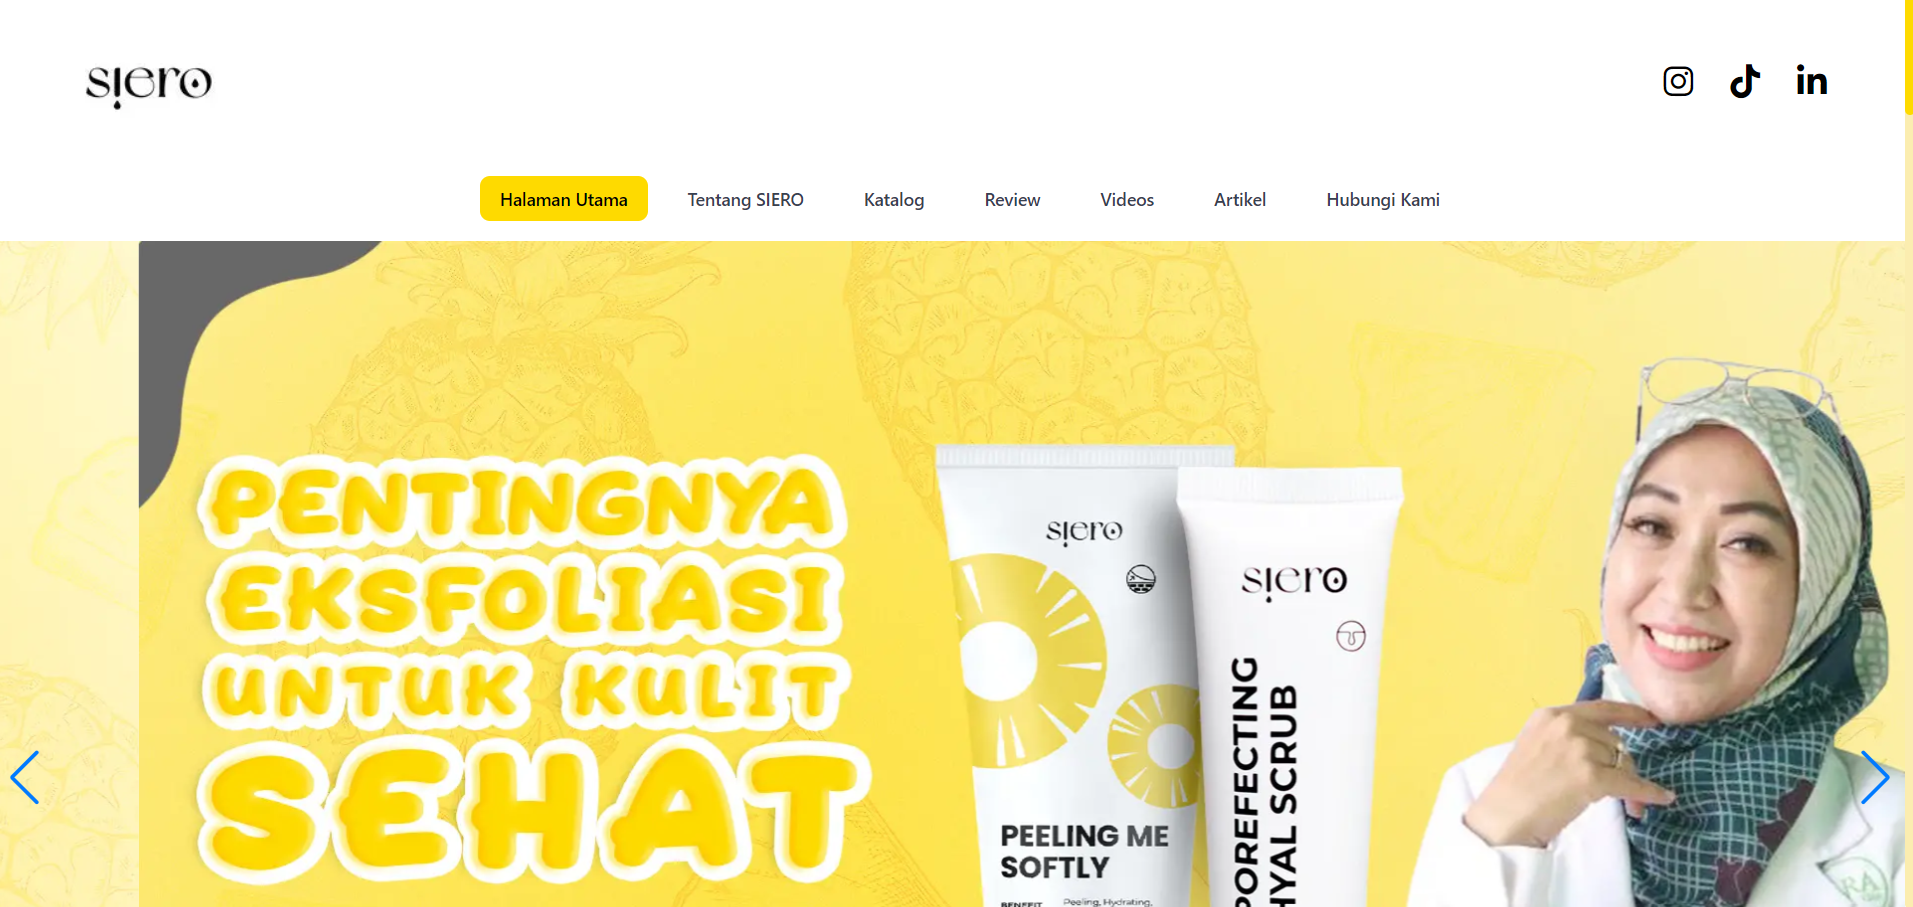 siero
Halaman Utama
Tentang SIERO
Katalog
Review
Videos
Artikel
Hubungi Kami
PENTINGNYA
EKSFOLIASI
UNTUK KULIT
SEHAT
siero
PEELING ME
SOFTLY
BENEFIT
Peeling, Hydrating,
siero
POREFECTING
HYAL SCRUB
RA